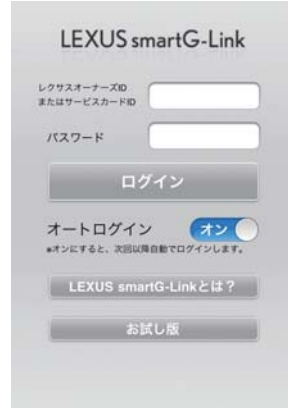 LEXUS smartG-Link
レクサスオーナーズID
またはサービスカードID
パスワード
ログイン
オートログイン オン
*オンにすると、次回以降自動でログインします。
LEXUS smartG-Linkとは？
お試し版